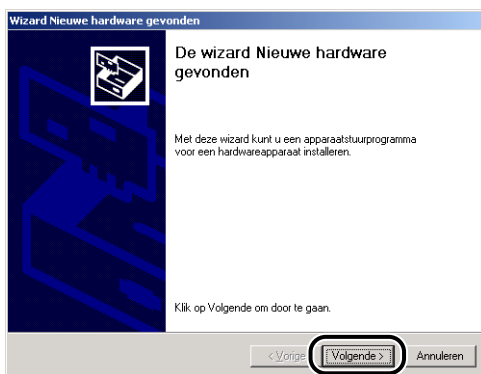 Wizard Nieuwe hardware gevonden
De wizard Nieuwe hardware
gevonden
Met deze wizard kunt u een apparaatstuurprogramma
voor een hardwareapparaat installeren.
Klik op Volgende om door te gaan.
< Vorige
Volgende >
Annuleren